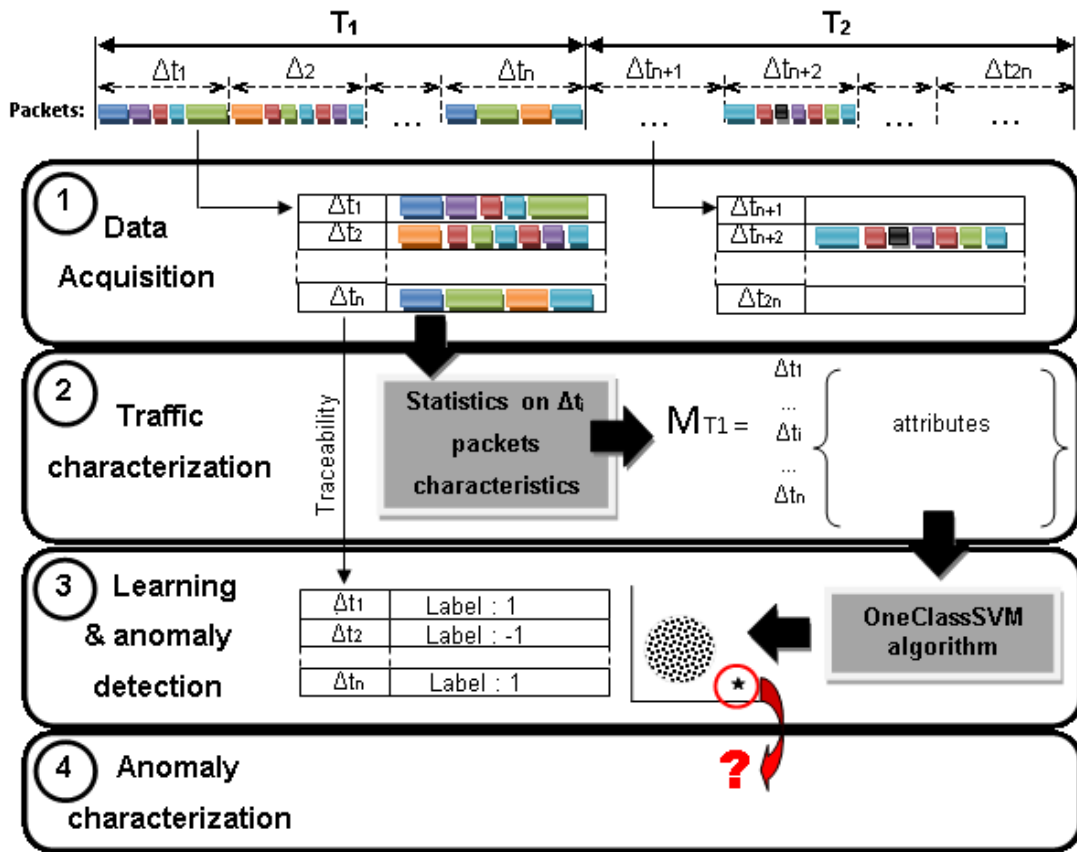 T1 T2
Δt1 Δ2 Δtn Δtn+1 Δtn+2 Δt2n
Packets: ... ... ... ...
1 Data
Acquisition
Δt1
Δt2
Δtn
Δtn+1
Δtn+2
Δt2n
2 Traffic
characterization
Traceability
Statistics on Δti
packets
characteristics
MT1 =
Δt1
...
Δti
...
Δtn
attributes
3 Learning
& anomaly
detection
Δt1 Label : 1
Δt2 Label : -1
Δtn Label : 1
OneClassSVM
algorithm
4 Anomaly
characterization
?